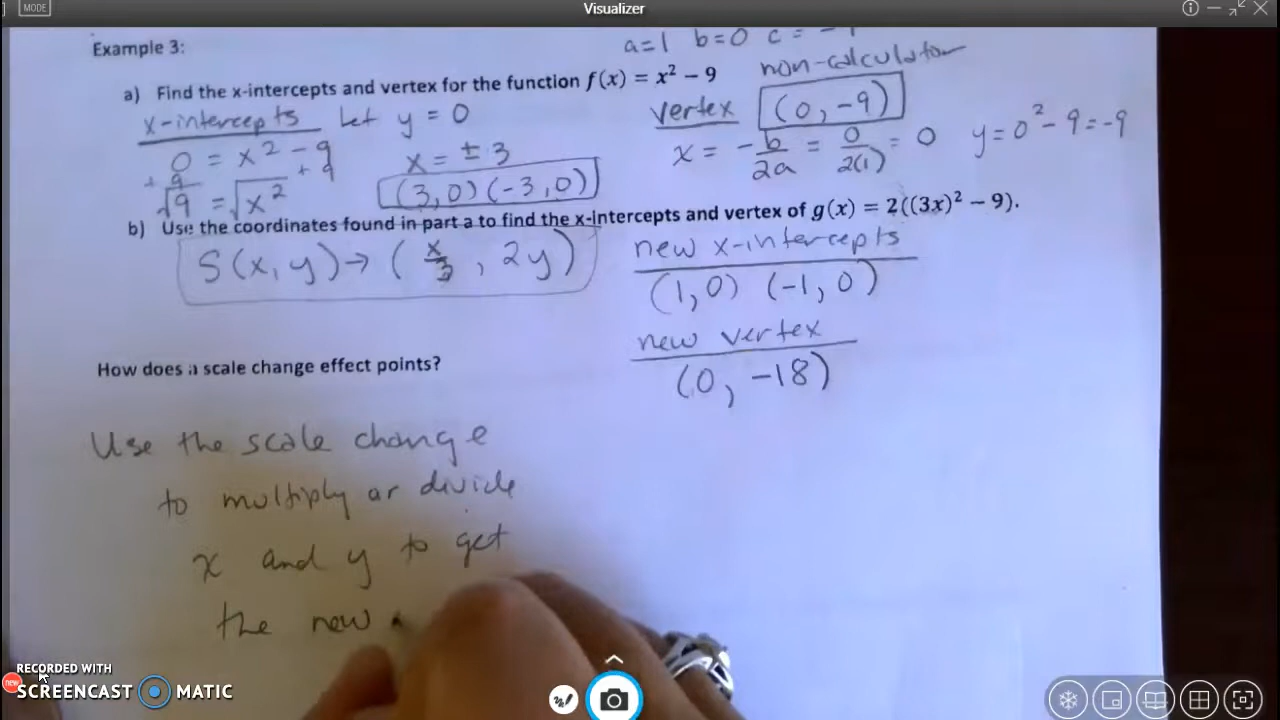 MODE
Visualizer
Example 3:
a=1 b=0 c = -
non-calculator
a) Find the x-intercepts and vertex for the function f(x) = x² − 9
x-intercepts Let y = 0
vertex (0, -9)
0 = x² - 9
+9 +9
√9 = √x²
x = ± 3
(3,0) (-3,0)
x = -b/2a = 0/2(1) = 0 y = 0² - 9 = -9
b) Use the coordinates found in part a to find the x-intercepts and vertex of g(x) = 2((3x)² − 9).
S(x,y) → (x/3, 2y)
new x-intercepts
(1,0) (-1,0)
new vertex
(0, -18)
How does a scale change effect points?
Use the scale change
to multiply or divide
x and y to get
the new
RECORDED WITH
new
SCREENCAST MATIC